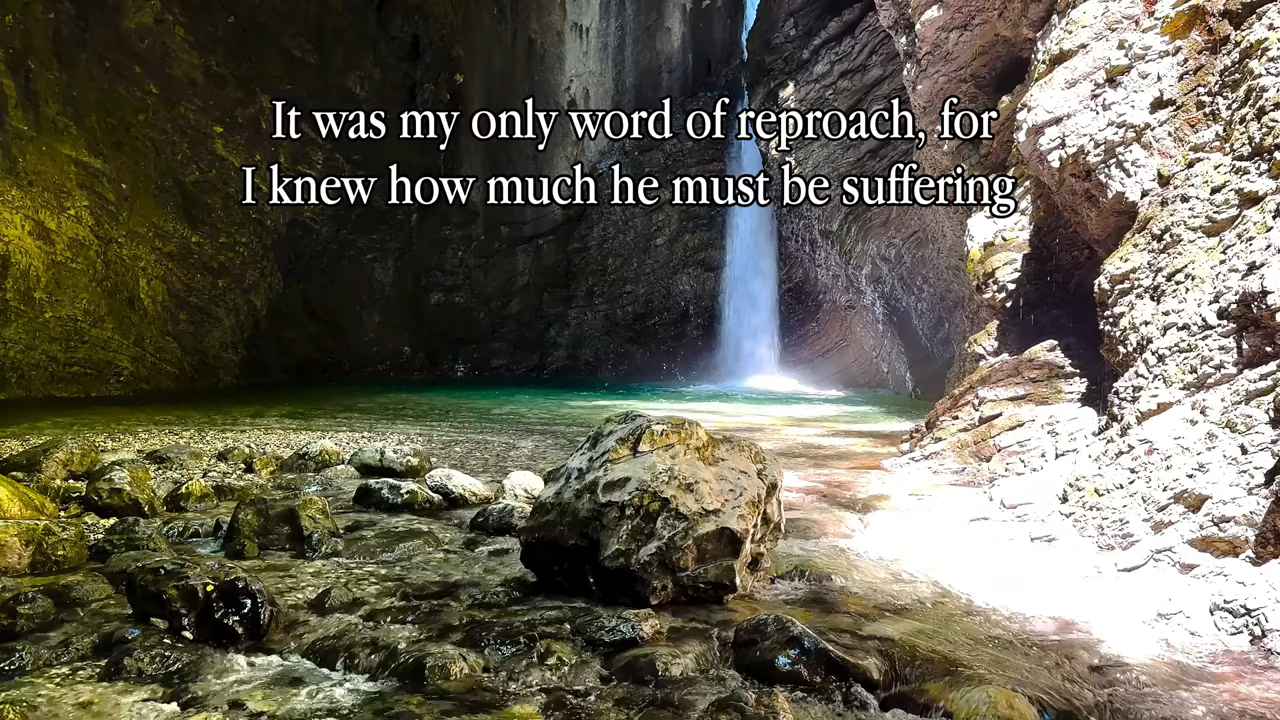 It was my only word of reproach, for
I knew how much he must be suffering